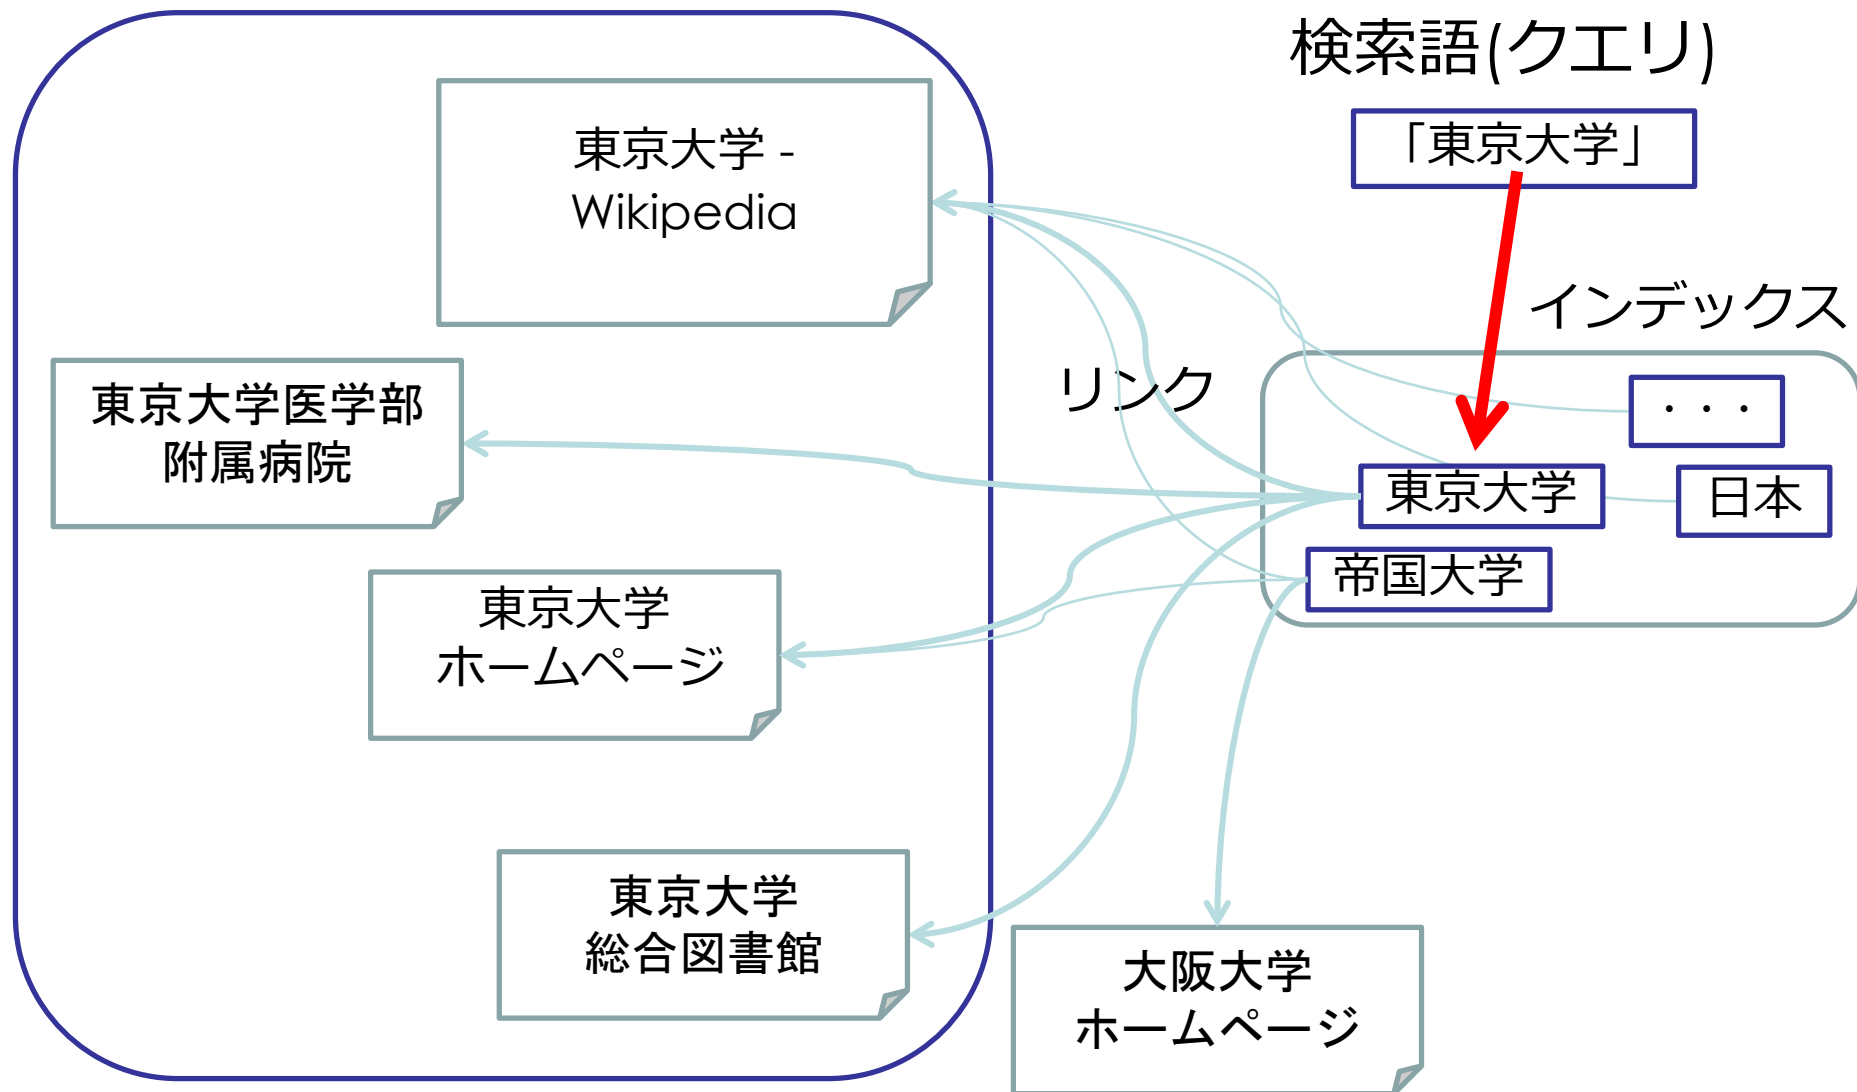 検索語(クエリ)
「東京大学」
東京大学 -
Wikipedia
インデックス
リンク
東京大学医学部
附属病院
・・・
東京大学
日本
帝国大学
東京大学
ホームページ
東京大学
総合図書館
大阪大学
ホームページ